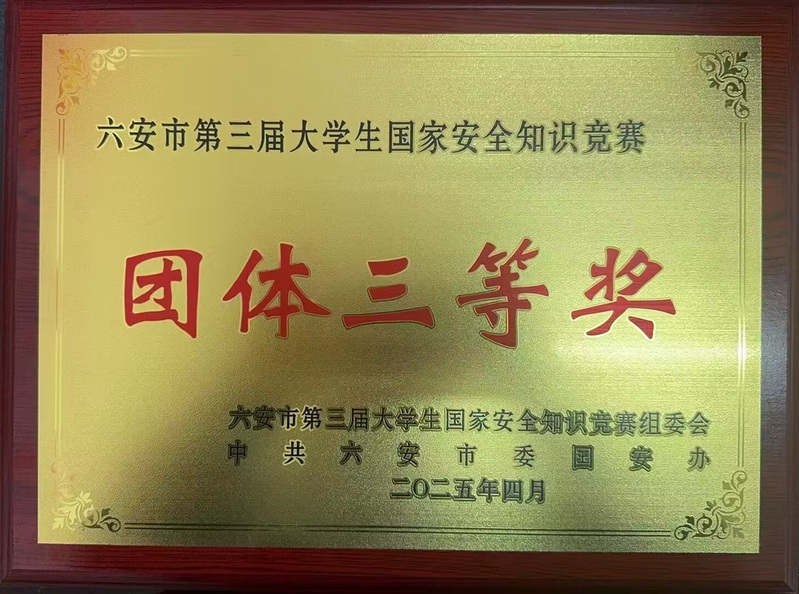 六安市第三届大学生国家安全知识竞赛
团体三等奖
六安市第三届大学生国家安全知识竞赛组委会
中共六安市委国安办
二〇二五年四月